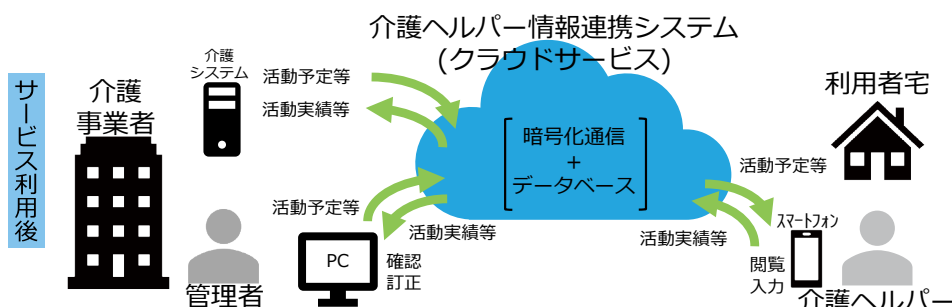 介護ヘルパー情報連携システム
(クラウドサービス)
サービス利用後
介護
事業者
介護
システム
活動予定等
活動実績等
暗号化通信
+
データベース
利用者宅
活動予定等
活動予定等
活動実績等
PC
確認
訂正
管理者
活動実績等
スマートフォン
閲覧
入力
介護ヘルパー